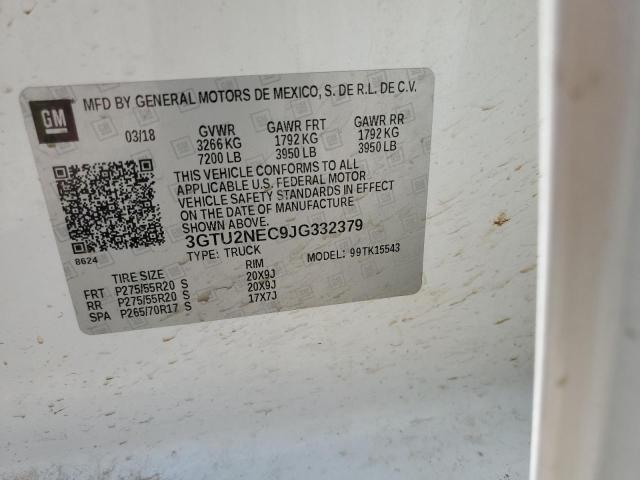 GM
MFD BY GENERAL MOTORS DE MEXICO, S. DE R.L. DE C.V.
03/18 GVWR GAWR FRT GAWR RR
3266 KG 1792 KG 1792 KG
7200 LB 3950 LB 3950 LB
THIS VEHICLE CONFORMS TO ALL
APPLICABLE U.S. FEDERAL MOTOR
VEHICLE SAFETY STANDARDS IN EFFECT
ON THE DATE OF MANUFACTURE
SHOWN ABOVE.
3GTU2NEC9JG332379
8624 TYPE: TRUCK MODEL: 99TK15543
TIRE SIZE RIM
FRT P275/55R20 S 20X9J
RR P275/55R20 S 20X9J
SPA P265/70R17 S 17X7J